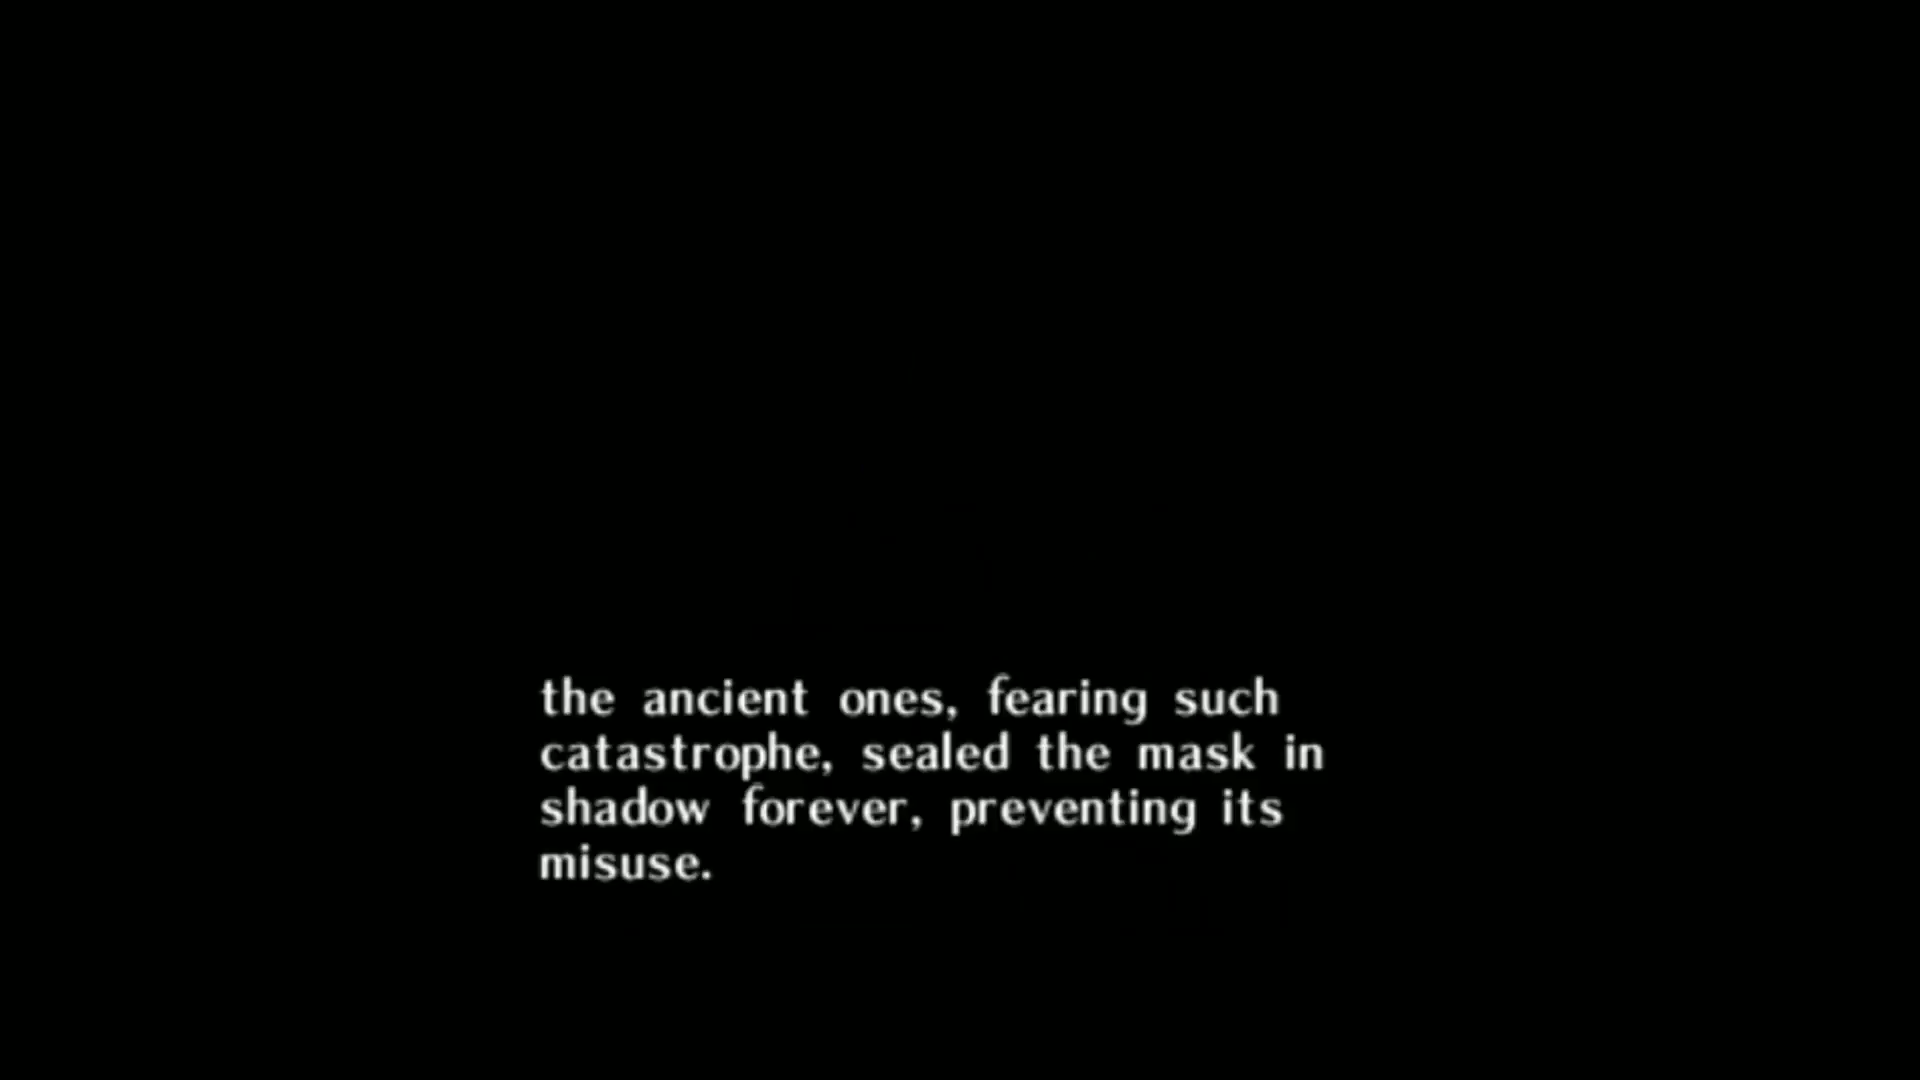 the ancient ones, fearing such
catastrophe, sealed the mask in
shadow forever, preventing its
misuse.